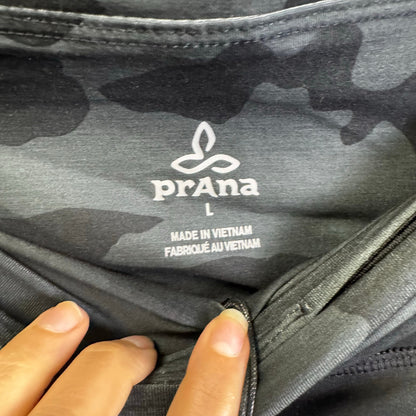 prAna
L
MADE IN VIETNAM
FABRIQUÉ AU VIETNAM